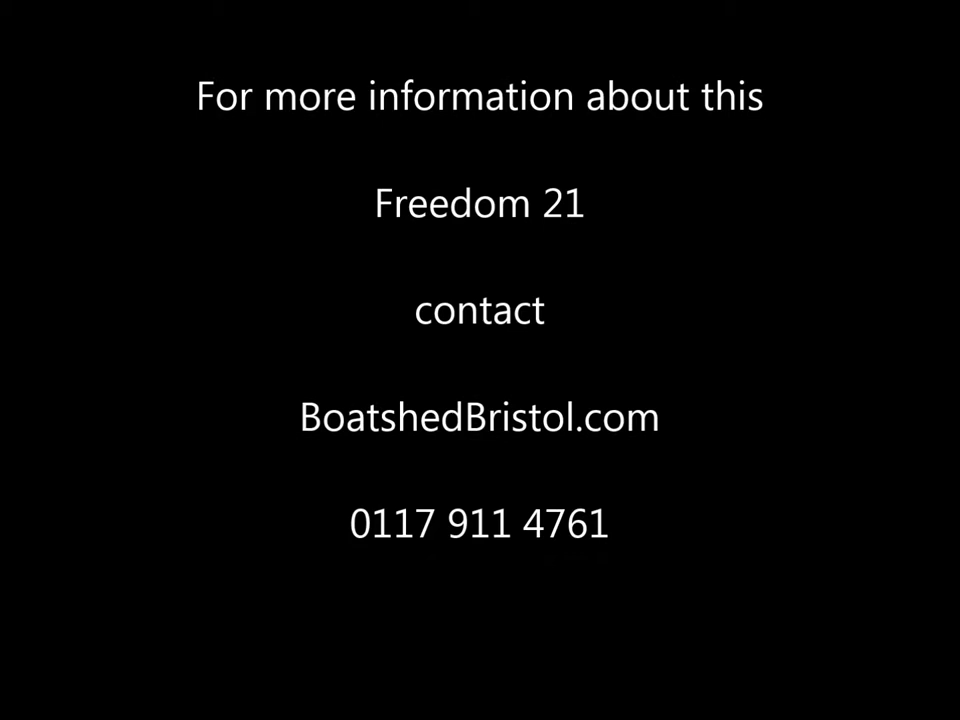 For more information about this
Freedom 21
contact
BoatshedBristol.com
0117 911 4761